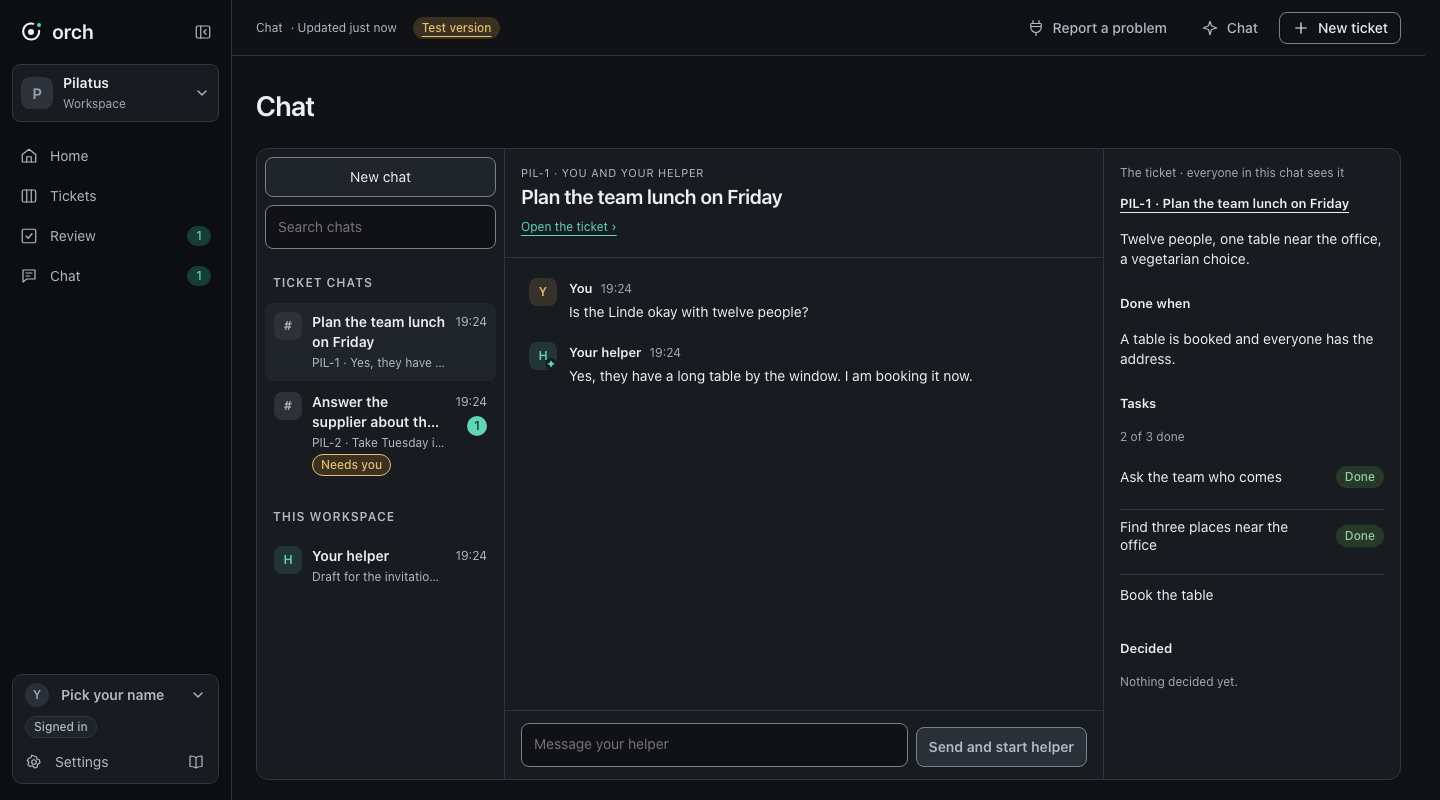 orch
P
Pilatus
Workspace
Home
Tickets
Review
1
Chat
1
Y
Pick your name
Signed in
Settings
Chat · Updated just now
Test version
Report a problem
Chat
New ticket
Chat
New chat
Search chats
TICKET CHATS
#
Plan the team lunch
on Friday
19:24
PIL-1 · Yes, they have ...
#
Answer the
supplier about th...
19:24
1
PIL-2 · Take Tuesday i...
Needs you
THIS WORKSPACE
H
Your helper
19:24
Draft for the invitatio...
PIL-1 · YOU AND YOUR HELPER
Plan the team lunch on Friday
Open the ticket ›
Y
You 19:24
Is the Linde okay with twelve people?
H
Your helper 19:24
Yes, they have a long table by the window. I am booking it now.
Message your helper
Send and start helper
The ticket · everyone in this chat sees it
PIL-1 · Plan the team lunch on Friday
Twelve people, one table near the office,
a vegetarian choice.
Done when
A table is booked and everyone has the
address.
Tasks
2 of 3 done
Ask the team who comes
Done
Find three places near the
office
Done
Book the table
Decided
Nothing decided yet.